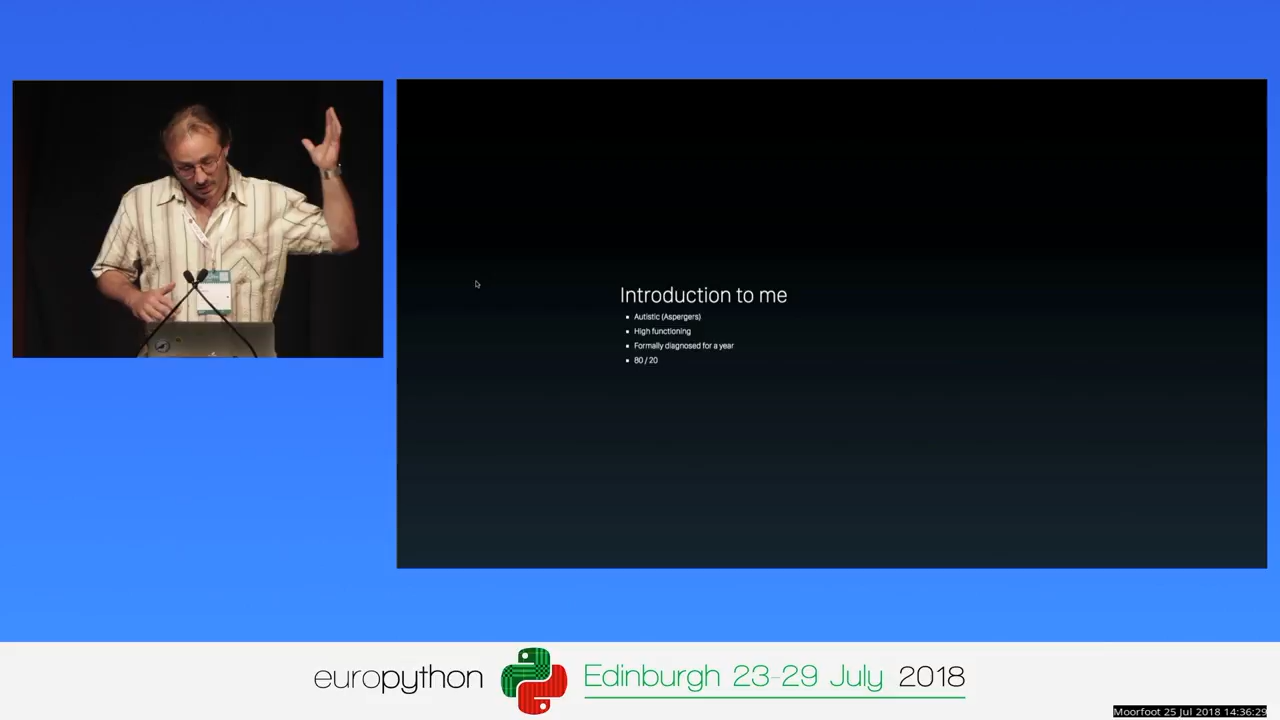 Introduction to me
Autistic (Aspergers)
High functioning
Formally diagnosed for a year
80 / 20
europython
Edinburgh 23-29 July 2018
Moorfoot 25 Jul 2018 14:36:29